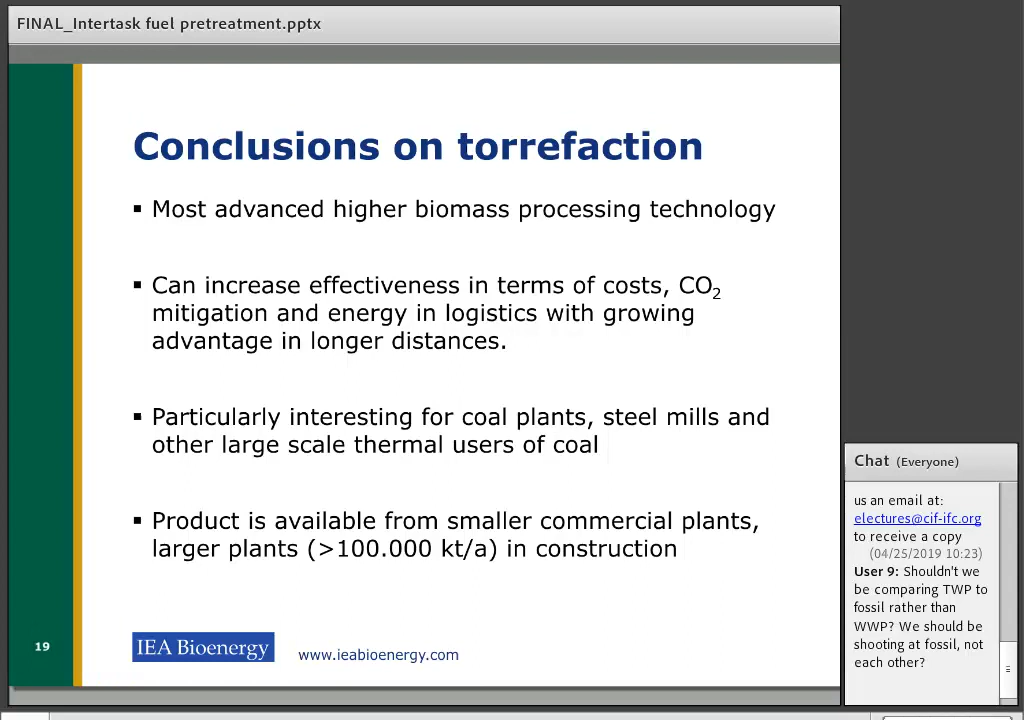 FINAL_Intertask fuel pretreatment.pptx
Conclusions on torrefaction
▪ Most advanced higher biomass processing technology
▪ Can increase effectiveness in terms of costs, CO₂
mitigation and energy in logistics with growing
advantage in longer distances.
▪ Particularly interesting for coal plants, steel mills and
other large scale thermal users of coal
▪ Product is available from smaller commercial plants,
larger plants (>100.000 kt/a) in construction
19
IEA Bioenergy
www.ieabioenergy.com
Chat (Everyone)
us an email at:
electures@cif-ifc.org
to receive a copy
(04/25/2019 10:23)
User 9: Shouldn't we
be comparing TWP to
fossil rather than
WWP? We should be
shooting at fossil, not
each other?